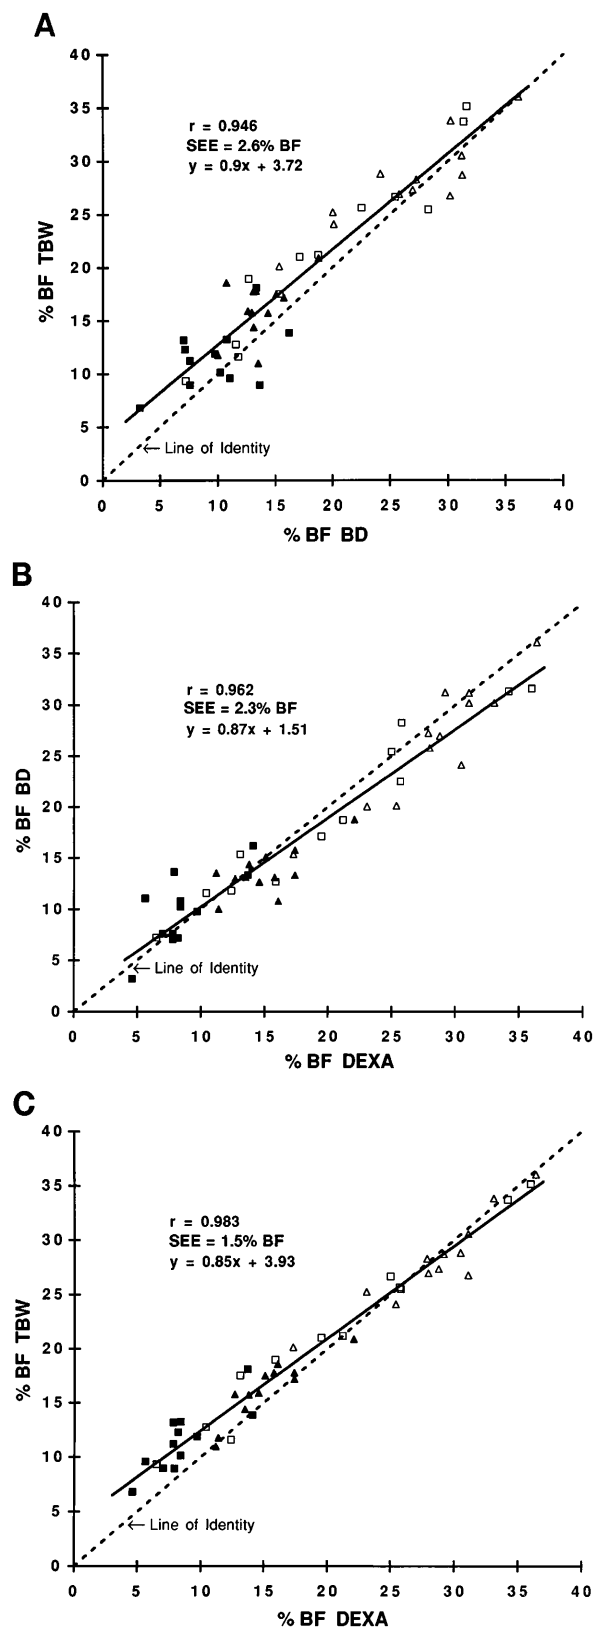 A
40
35
30
25
20
15
10
5
0
% BF TBW
r = 0.946
SEE = 2.6% BF
y = 0.9x + 3.72
←Line of Identity
0 5 10 15 20 25 30 35 40
% BF BD
B
40
35
30
25
20
15
10
5
0
% BF BD
r = 0.962
SEE = 2.3% BF
y = 0.87x + 1.51
←Line of Identity
0 5 10 15 20 25 30 35 40
% BF DEXA
C
40
35
30
25
20
15
10
5
0
% BF TBW
r = 0.983
SEE = 1.5% BF
y = 0.85x + 3.93
←Line of Identity
0 5 10 15 20 25 30 35 40
% BF DEXA